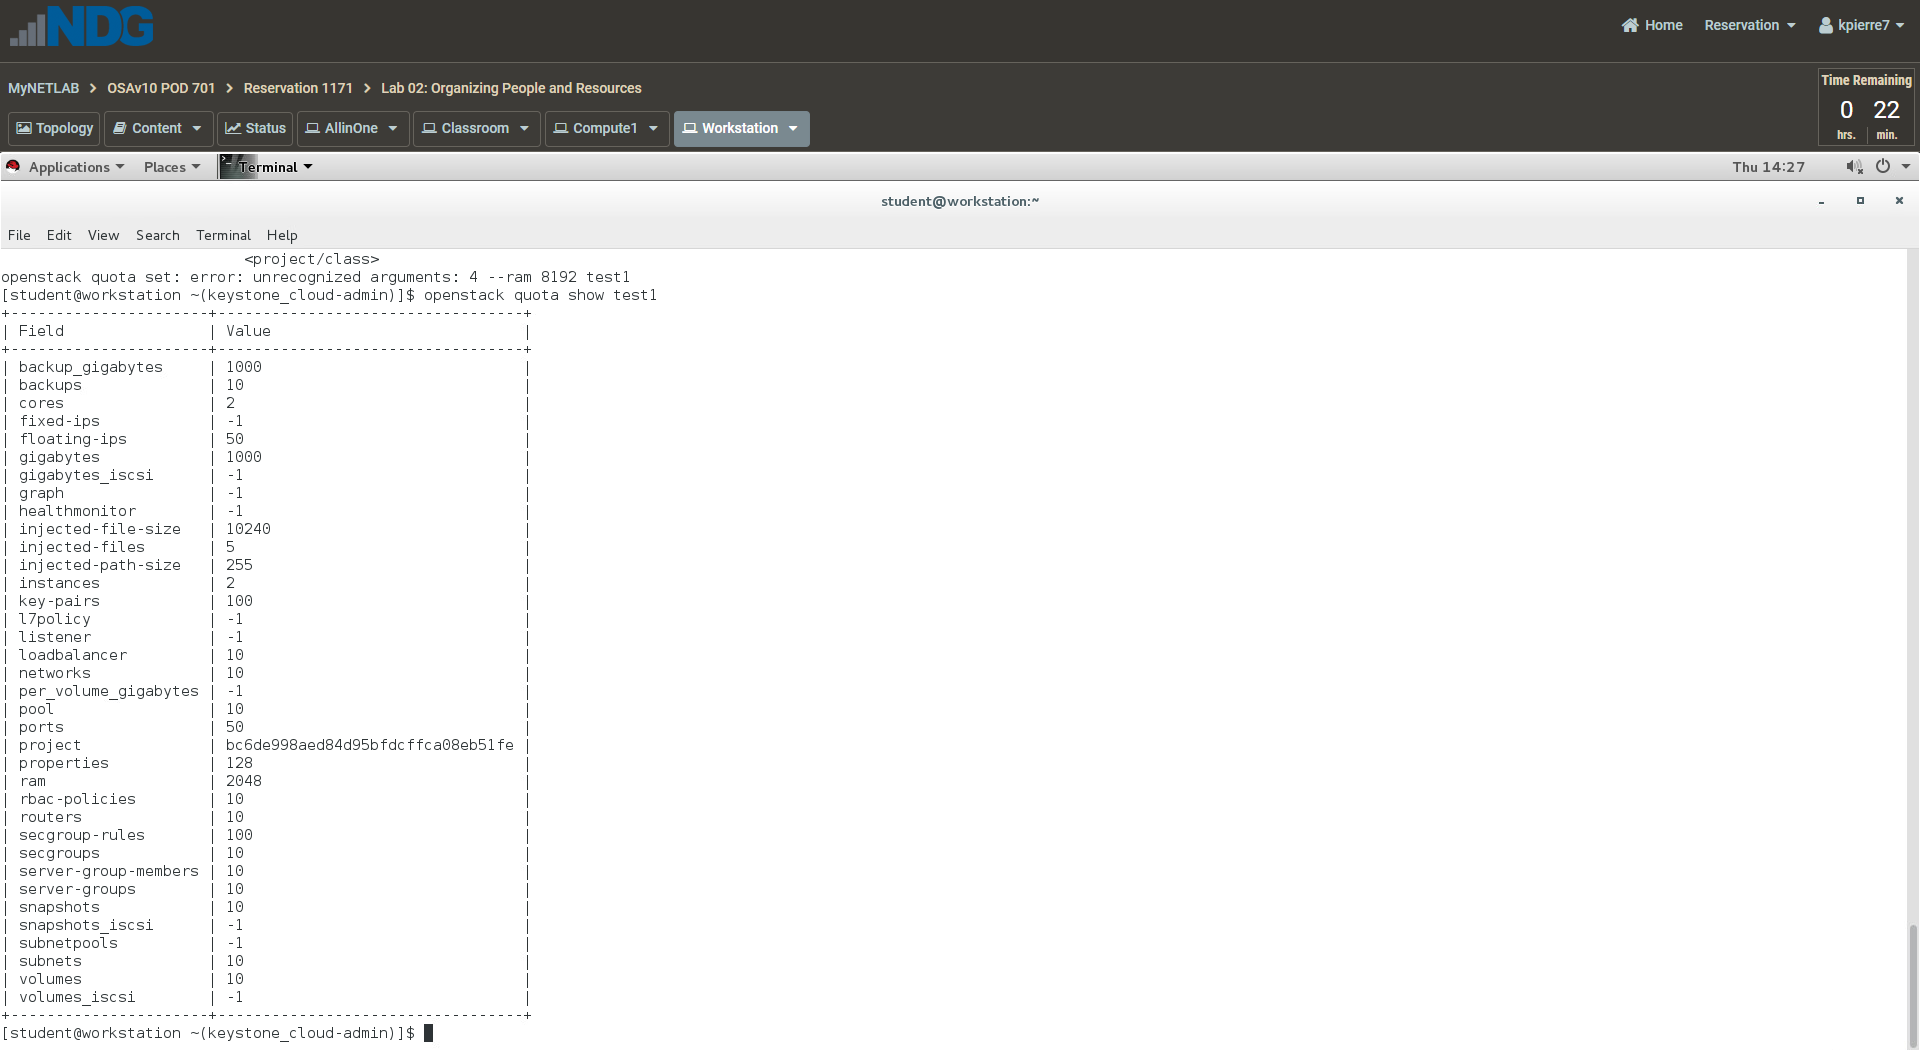 NDG
Home Reservation kpierre7
MyNETLAB > OSAv10 POD 701 > Reservation 1171 > Lab 02: Organizing People and Resources
Time Remaining
0 22
hrs. min.
Topology Content Status AllinOne Classroom Compute1 Workstation
Applications Places Terminal Thu 14:27
student@workstation:~
File Edit View Search Terminal Help
<project/class>
openstack quota set: error: unrecognized arguments: 4 --ram 8192 test1
[student@workstation ~(keystone_cloud-admin)]$ openstack quota show test1
+----------------------+----------------------------------+
| Field                | Value                            |
+----------------------+----------------------------------+
| backup_gigabytes     | 1000                             |
| backups              | 10                               |
| cores                | 2                                |
| fixed-ips            | -1                               |
| floating-ips         | 50                               |
| gigabytes            | 1000                             |
| gigabytes_iscsi      | -1                               |
| graph                | -1                               |
| healthmonitor        | -1                               |
| injected-file-size   | 10240                            |
| injected-files       | 5                                |
| injected-path-size   | 255                              |
| instances            | 2                                |
| key-pairs            | 100                              |
| l7policy             | -1                               |
| listener             | -1                               |
| loadbalancer         | 10                               |
| networks             | 10                               |
| per_volume_gigabytes | -1                               |
| pool                 | 10                               |
| ports                | 50                               |
| project              | bc6de998aed84d95bfdcffca08eb51fe |
| properties           | 128                              |
| ram                  | 2048                             |
| rbac-policies        | 10                               |
| routers              | 10                               |
| secgroup-rules       | 100                              |
| secgroups            | 10                               |
| server-group-members | 10                               |
| server-groups        | 10                               |
| snapshots            | 10                               |
| snapshots_iscsi      | -1                               |
| subnetpools          | -1                               |
| subnets              | 10                               |
| volumes              | 10                               |
| volumes_iscsi        | -1                               |
+----------------------+----------------------------------+
[student@workstation ~(keystone_cloud-admin)]$